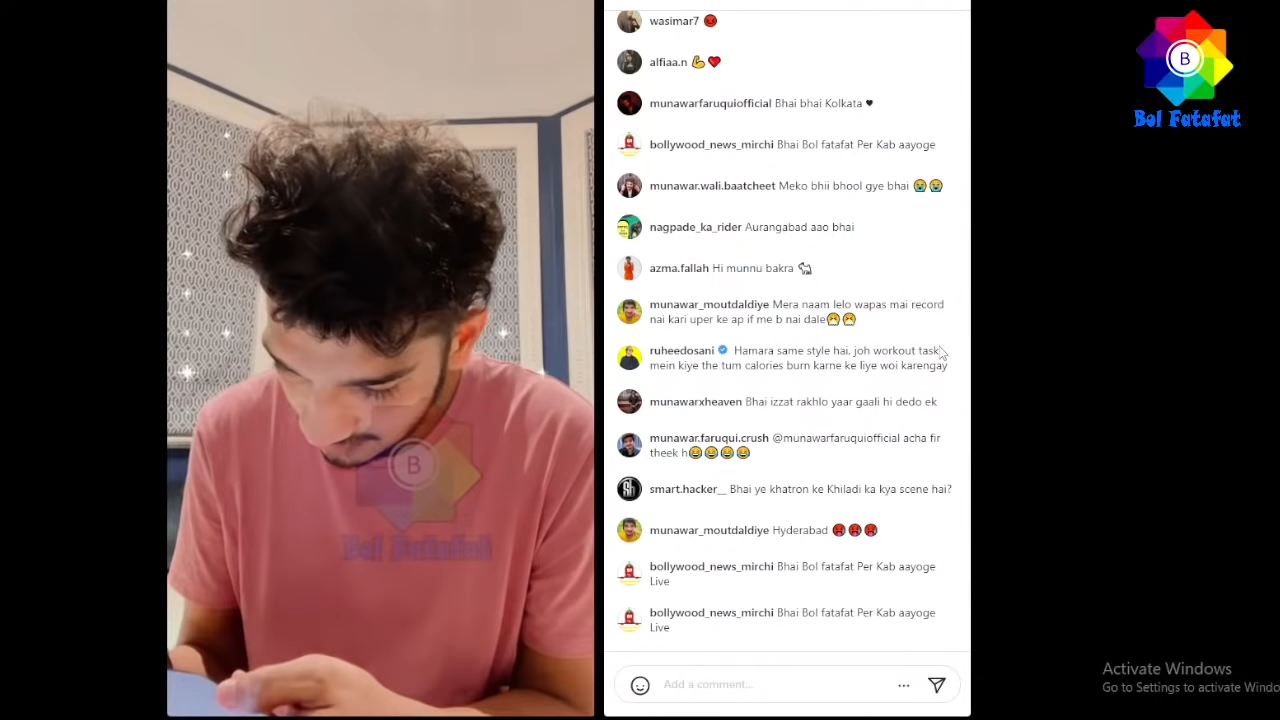 wasimar7 😡
B
alfiaa.n 💪❤️
munawarfaruquiofficial Bhai bhai Kolkata 🖤
Bol Fatafat
bollywood_news_mirchi Bhai Bol fatafat Per Kab aayoge
munawar.wali.baatcheet Meko bhii bhool gye bhai 😭😭
nagpade_ka_rider Aurangabad aao bhai
azma.fallah Hi munnu bakra 🐐
munawar_moutdaldiye Mera naam lelo wapas mai record
nai kari uper ke ap if me b nai dale😷😷
ruheedosani Hamara same style hai, joh workout task
mein kiye the tum calories burn karne ke liye woi karengay
munawarxheaven Bhai izzat rakhlo yaar gaali hi dedo ek
munawar.faruqui.crush @munawarfaruquiofficial acha fir
theek h😂😂😂😂
B
Sh
smart.hacker__ Bhai ye khatron ke Khiladi ka kya scene hai?
munawar_moutdaldiye Hyderabad 😡😡😡
Bol Fatafat
bollywood_news_mirchi Bhai Bol fatafat Per Kab aayoge
Live
bollywood_news_mirchi Bhai Bol fatafat Per Kab aayoge
Live
Add a comment...
Activate Windows
Go to Settings to activate Windo